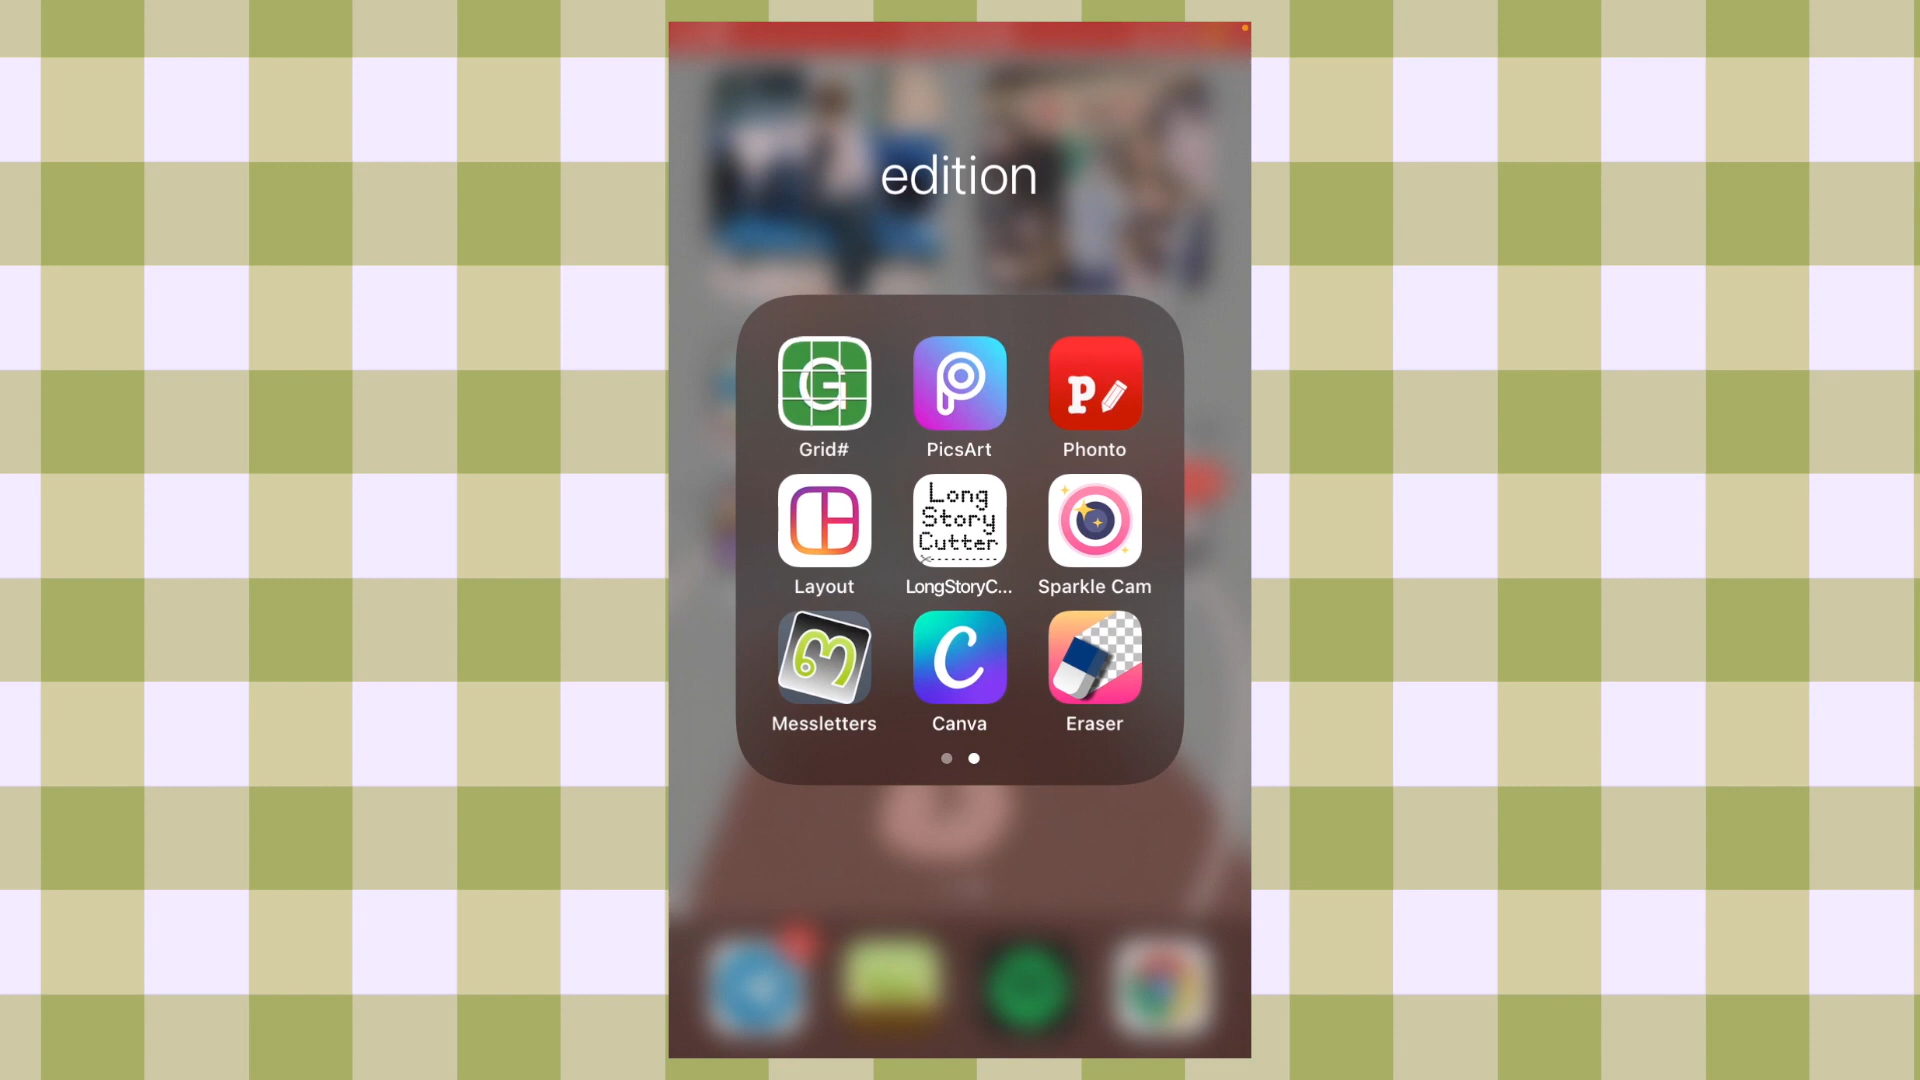 edition
G
P
Grid#
PicsArt
Phonto
Long
Story
Cutter
Layout
LongStoryC...
Sparkle Cam
C
Messletters
Canva
Eraser